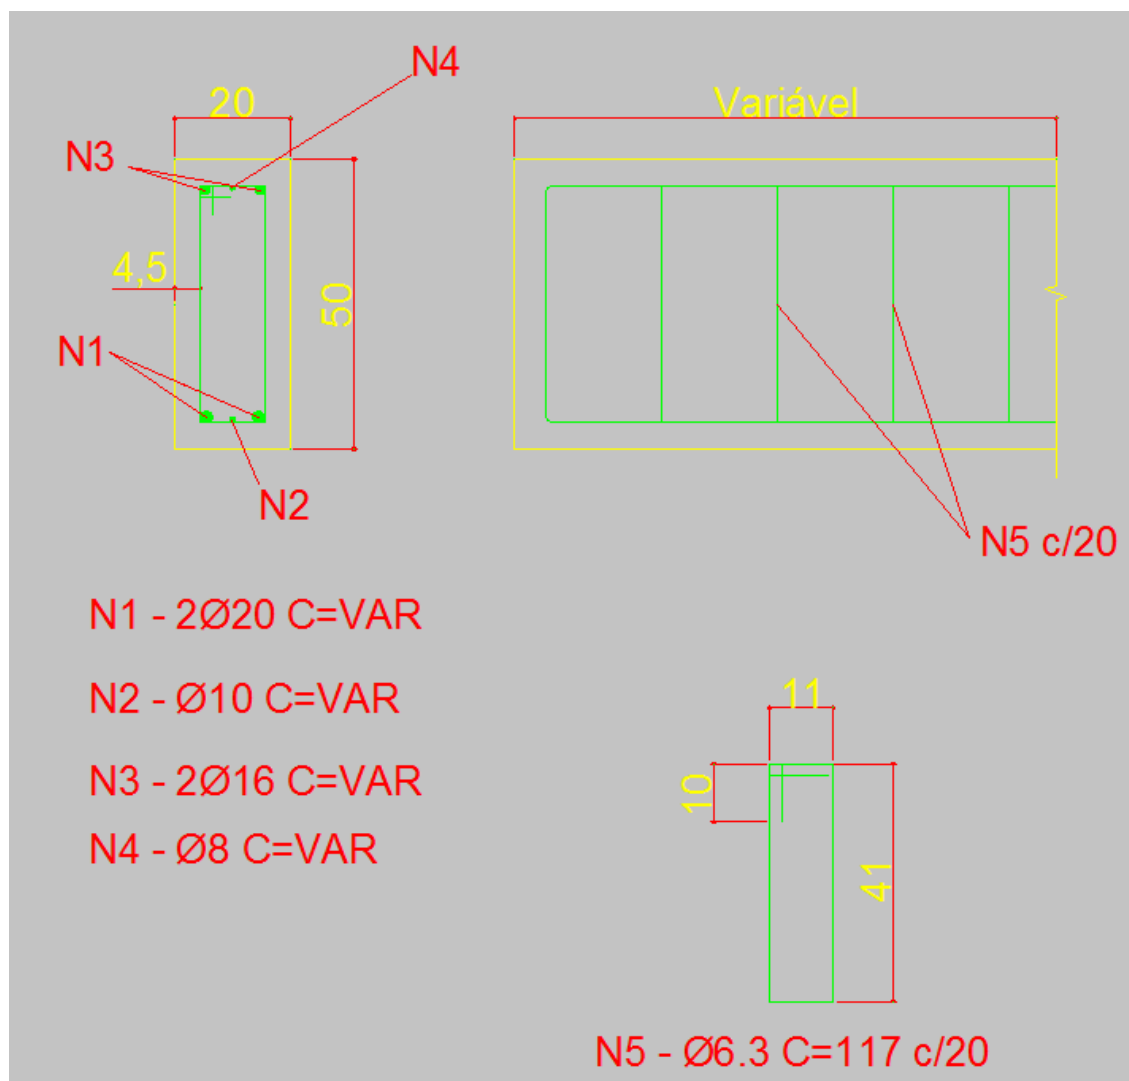 N4
20
Variável
N3
4,5
50
N1
N2
N5 c/20
N1 - 2Ø20 C=VAR
N2 - Ø10 C=VAR
N3 - 2Ø16 C=VAR
N4 - Ø8 C=VAR
11
10
41
N5 - Ø6.3 C=117 c/20